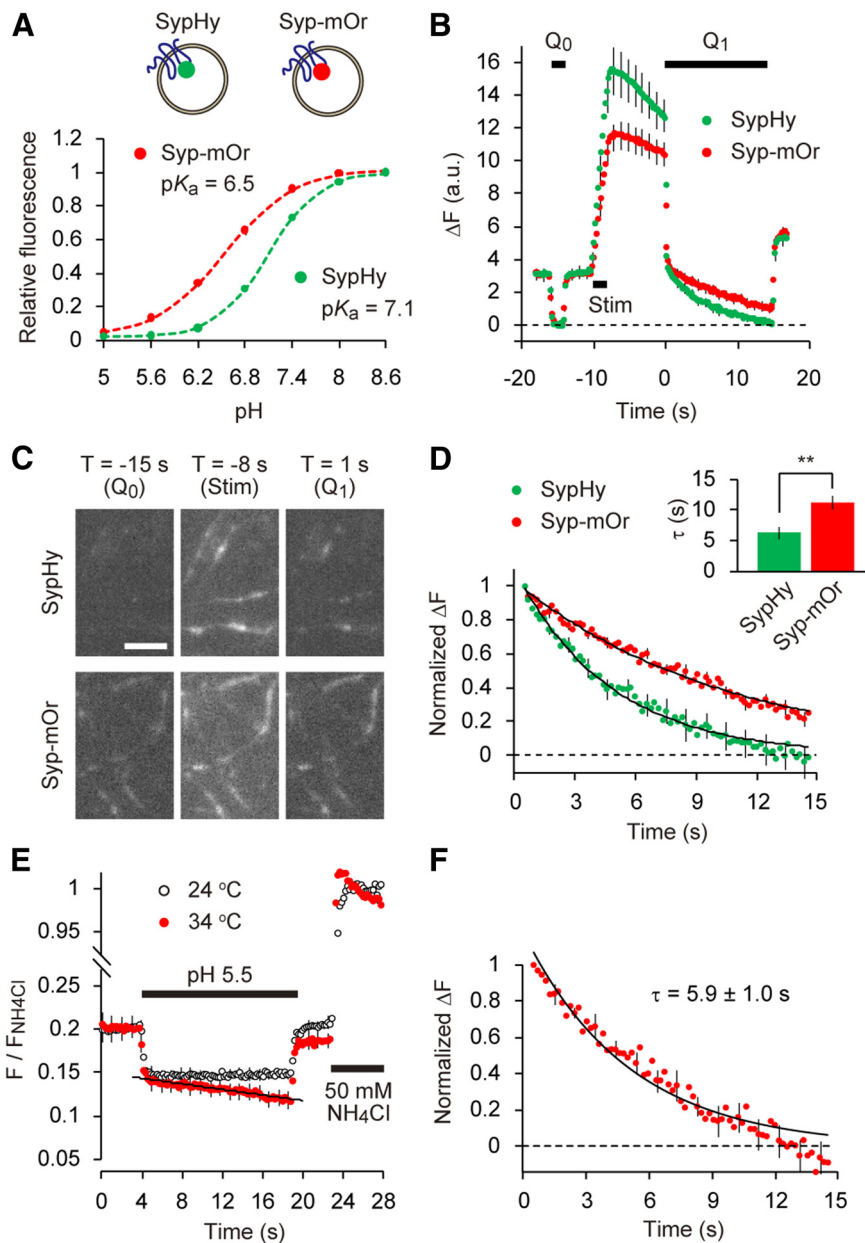 A
SypHy
Syp-mOr
Relative fluorescence
1.2
1
0.8
0.6
0.4
0.2
0
Syp-mOr
pKa = 6.5
SypHy
pKa = 7.1
5 5.6 6.2 6.8 7.4 8 8.6
pH
B
Q0
Q1
ΔF (a.u.)
16
14
12
10
8
6
4
2
0
SypHy
Syp-mOr
Stim
-20 -10 0 10 20
Time (s)
C
T = -15 s T = -8 s T = 1 s
(Q0) (Stim) (Q1)
SypHy
Syp-mOr
D
SypHy
Syp-mOr
**
τ (s)
15
10
5
0
SypHy
Syp-mOr
Normalized ΔF
1
0.8
0.6
0.4
0.2
0
0 3 6 9 12 15
Time (s)
E
24 °C
34 °C
F / FNH4Cl
1
0.95
0.2
0.15
0.1
0.05
pH 5.5
50 mM
NH4Cl
0 4 8 12 16 20 24 28
Time (s)
F
τ = 5.9 ± 1.0 s
Normalized ΔF
1
0.8
0.6
0.4
0.2
0
0 3 6 9 12 15
Time (s)